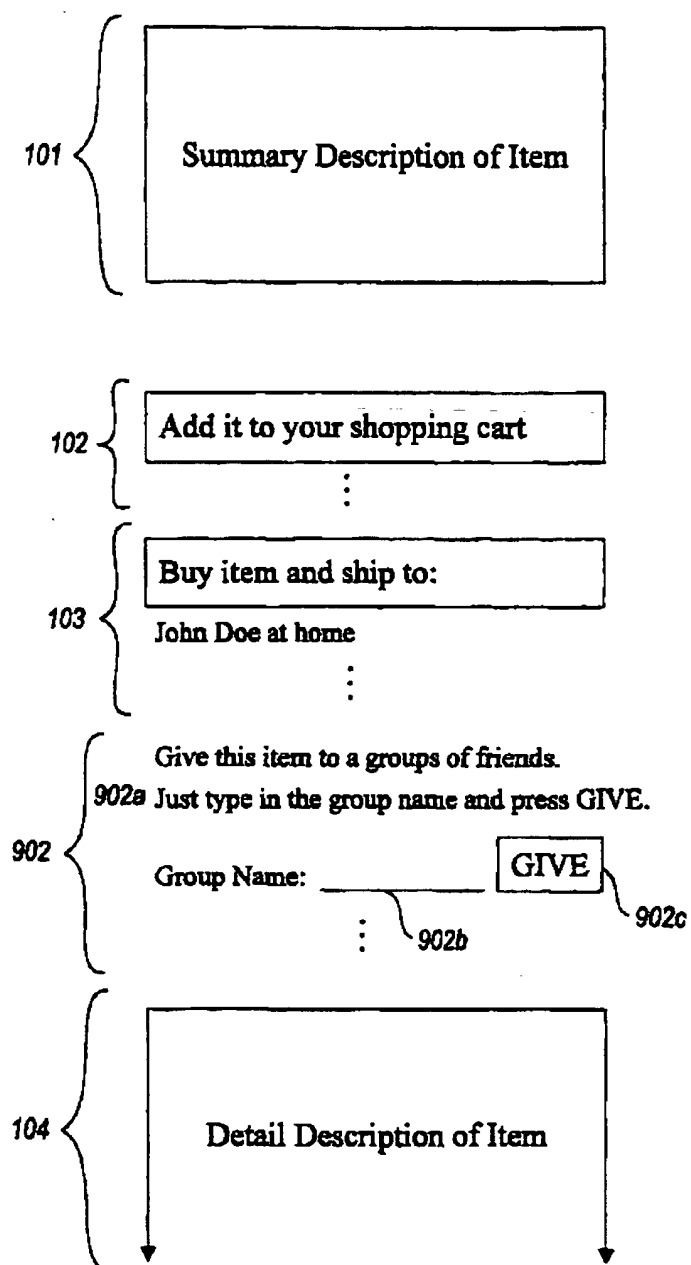 101
Summary Description of Item
102
Add it to your shopping cart
103
Buy item and ship to:
John Doe at home
902
Give this item to a groups of friends.
902a Just type in the group name and press GIVE.
Group Name: GIVE
902b
902c
104
Detail Description of Item